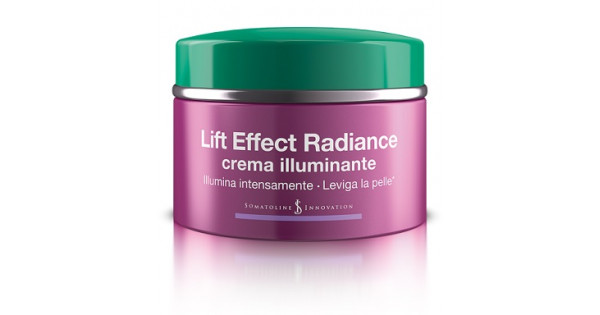 Lift Effect Radiance
crema illuminante
Illumina intensamente · Leviga la pelle*
SOMATOLINE INNOVATION